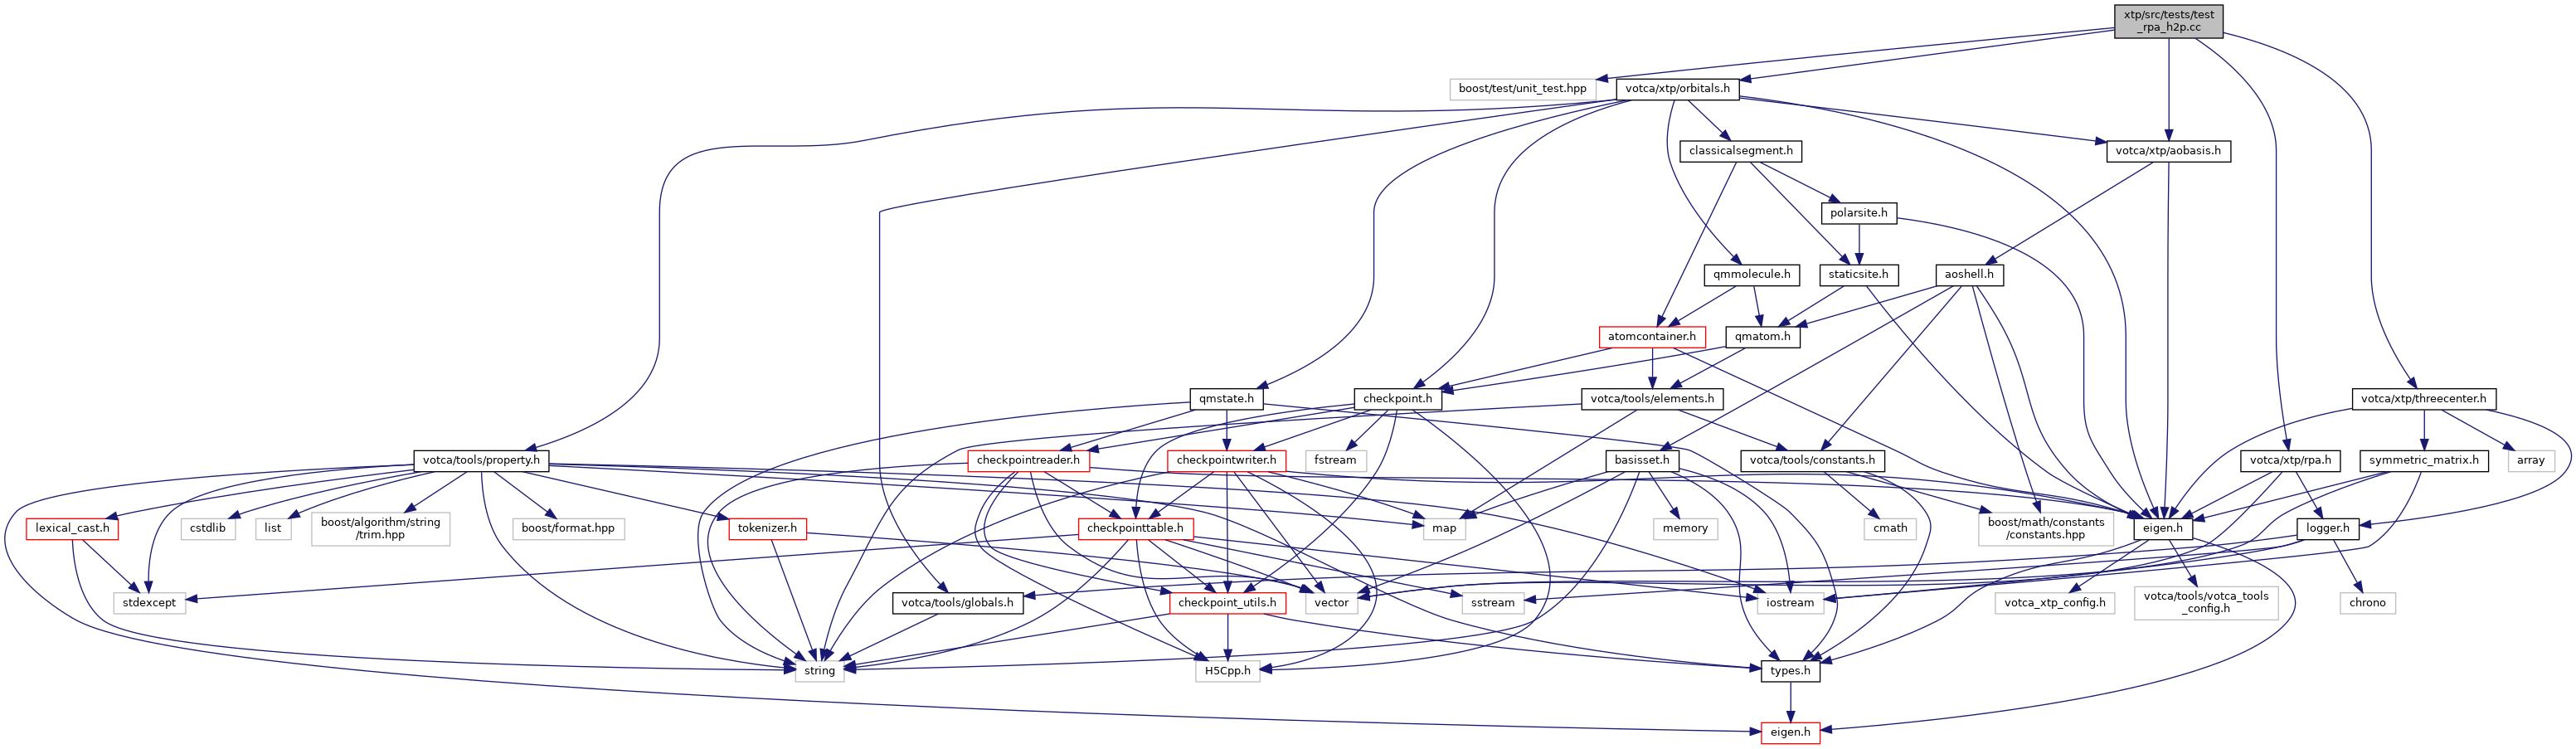 xtp/src/tests/test
_rpa_h2p.cc
boost/test/unit_test.hpp
votca/xtp/orbitals.h
classicalsegment.h
votca/xtp/aobasis.h
polarsite.h
qmmolecule.h
staticsite.h
aoshell.h
atomcontainer.h
qmatom.h
qmstate.h
checkpoint.h
votca/tools/elements.h
votca/xtp/threecenter.h
votca/tools/property.h
checkpointreader.h
checkpointwriter.h
fstream
basisset.h
votca/tools/constants.h
votca/xtp/rpa.h
symmetric_matrix.h
array
lexical_cast.h
cstdlib
list
boost/algorithm/string
/trim.hpp
boost/format.hpp
tokenizer.h
checkpointtable.h
map
memory
cmath
boost/math/constants
/constants.hpp
eigen.h
logger.h
stdexcept
votca/tools/globals.h
checkpoint_utils.h
vector
sstream
iostream
votca_xtp_config.h
votca/tools/votca_tools
_config.h
chrono
string
H5Cpp.h
types.h
eigen.h